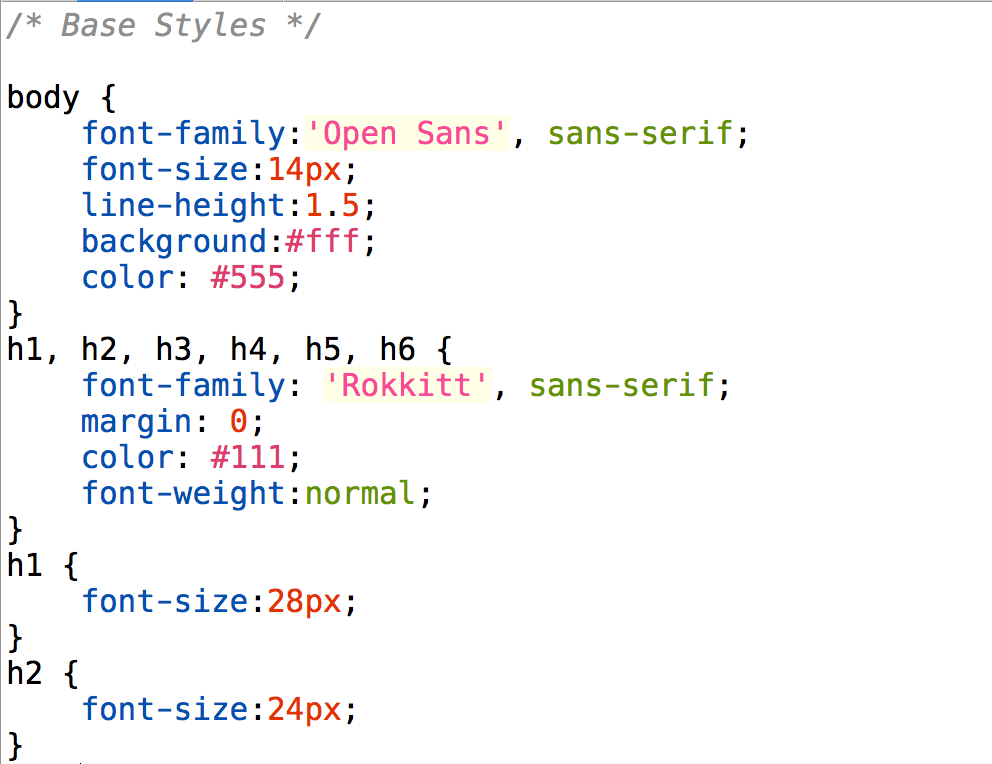 /* Base Styles */
body {
    font-family:'Open Sans', sans-serif;
    font-size:14px;
    line-height:1.5;
    background:#fff;
    color: #555;
}
h1, h2, h3, h4, h5, h6 {
    font-family: 'Rokkitt', sans-serif;
    margin: 0;
    color: #111;
    font-weight:normal;
}
h1 {
    font-size:28px;
}
h2 {
    font-size:24px;
}